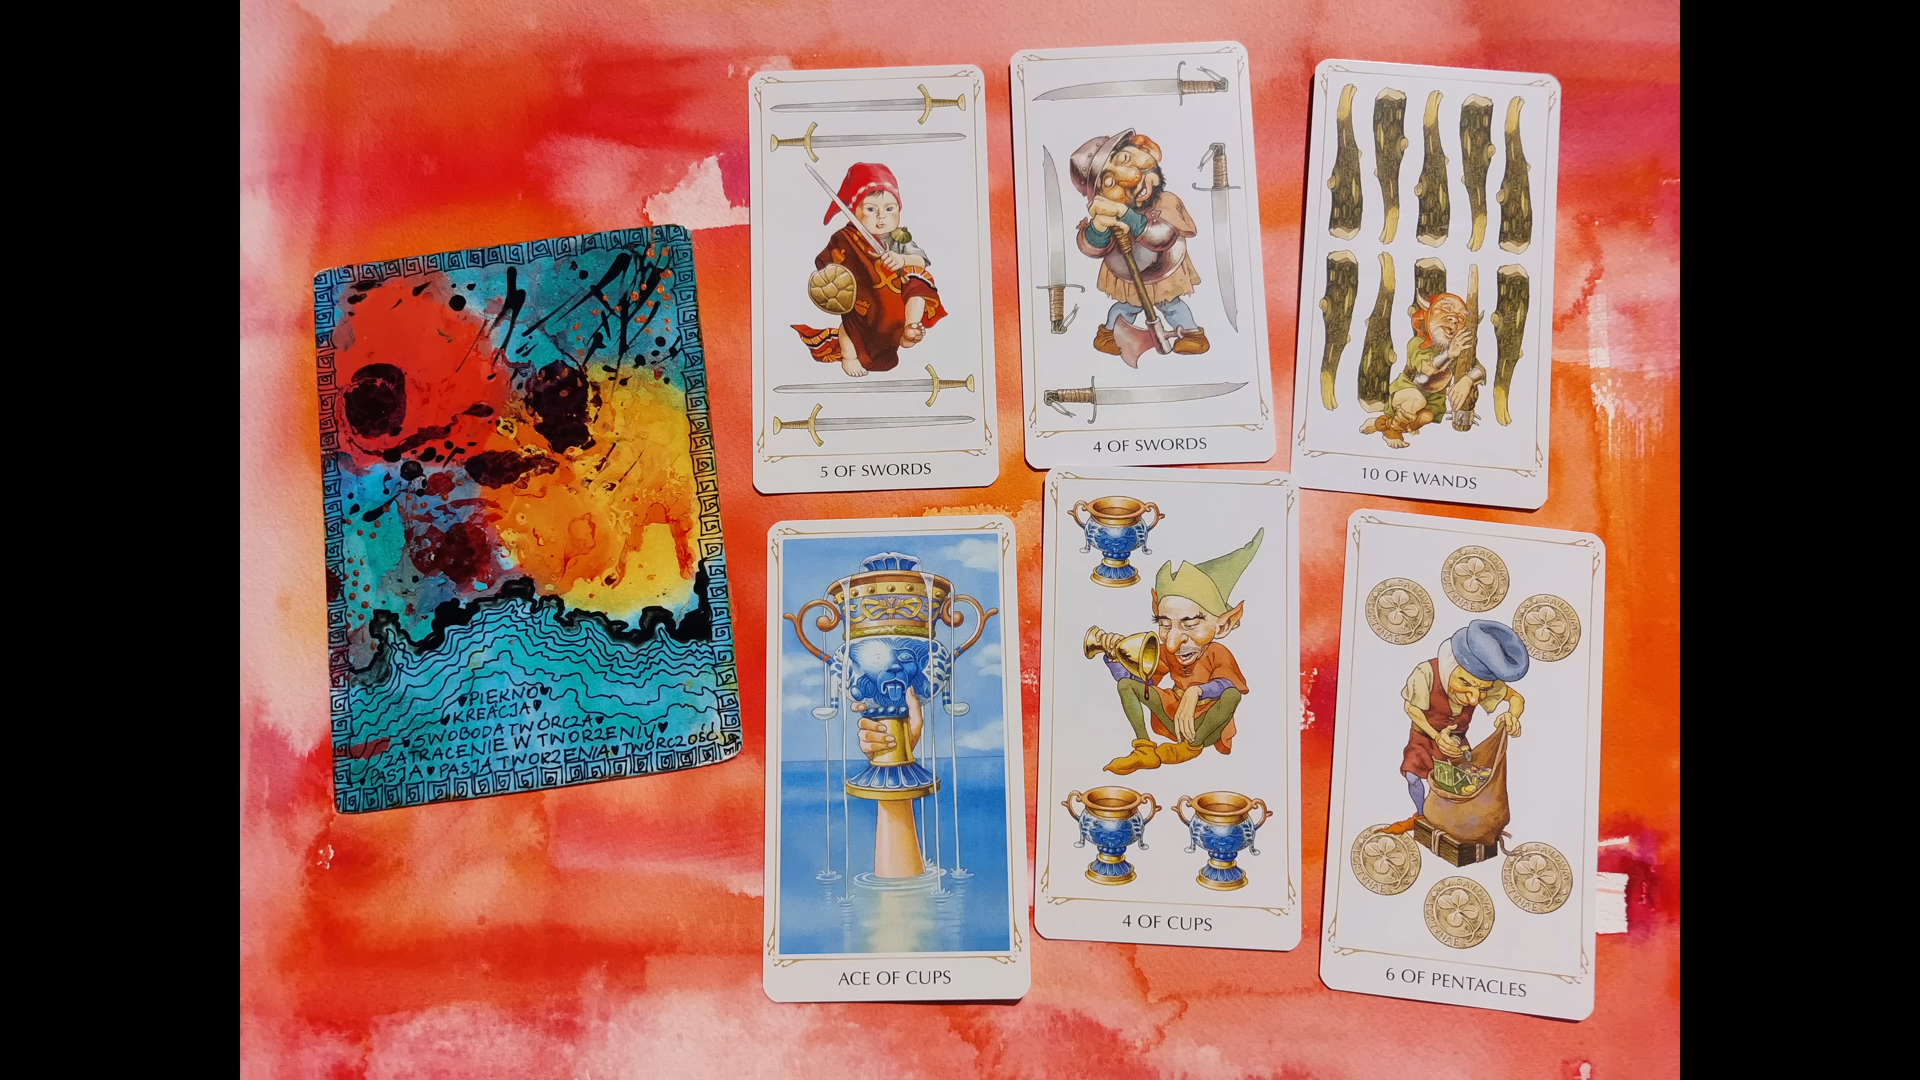 ♥PIĘKNO♥
♥KREACJA♥
♥SWOBODA TWÓRCZA♥
ZATRACENIE W TWORZENIU♥
PASJA♥PASJA TWORZENIA♥TWÓRCZOŚĆ
5 OF SWORDS
4 OF SWORDS
10 OF WANDS
ACE OF CUPS
4 OF CUPS
6 OF PENTACLES